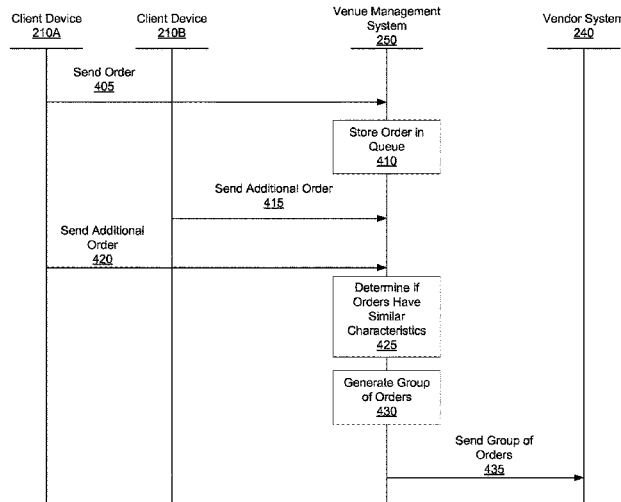 Client Device
210A
Client Device
210B
Venue Management
System
250
Vendor System
240
Send Order
405
Store Order in
Queue
410
Send Additional Order
415
Send Additional
Order
420
Determine if
Orders Have
Similar
Characteristics
425
Generate Group
of Orders
430
Send Group of
Orders
435